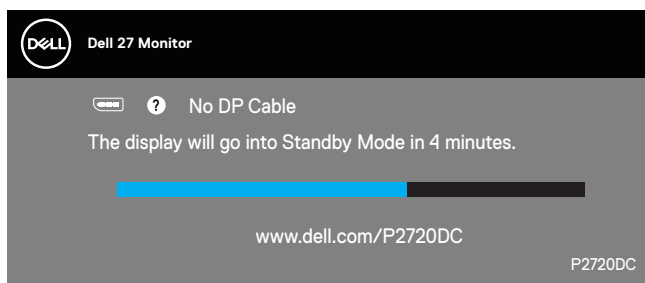 DELL
Dell 27 Monitor
? No DP Cable
The display will go into Standby Mode in 4 minutes.
www.dell.com/P2720DC
P2720DC